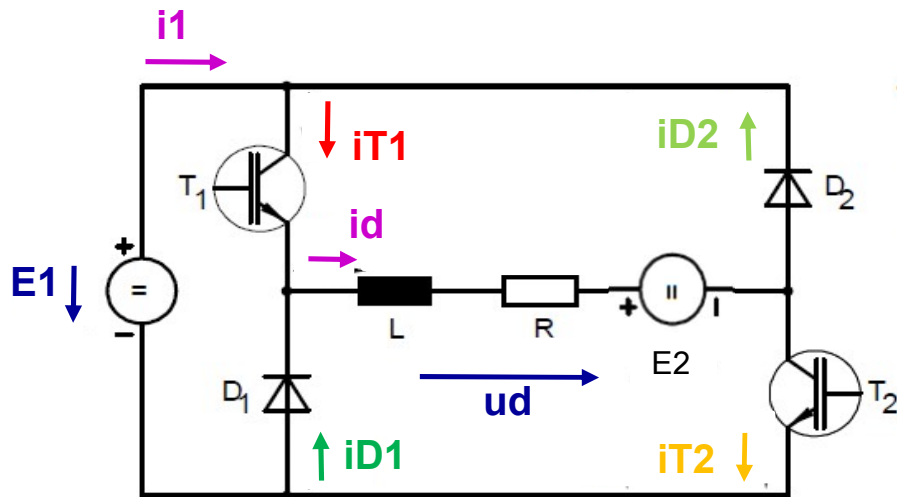 i1
iT1
iD2
T1
D2
id
+
E1
=
−
L
R
+
=
−
E2
D1
ud
T2
iD1
iT2